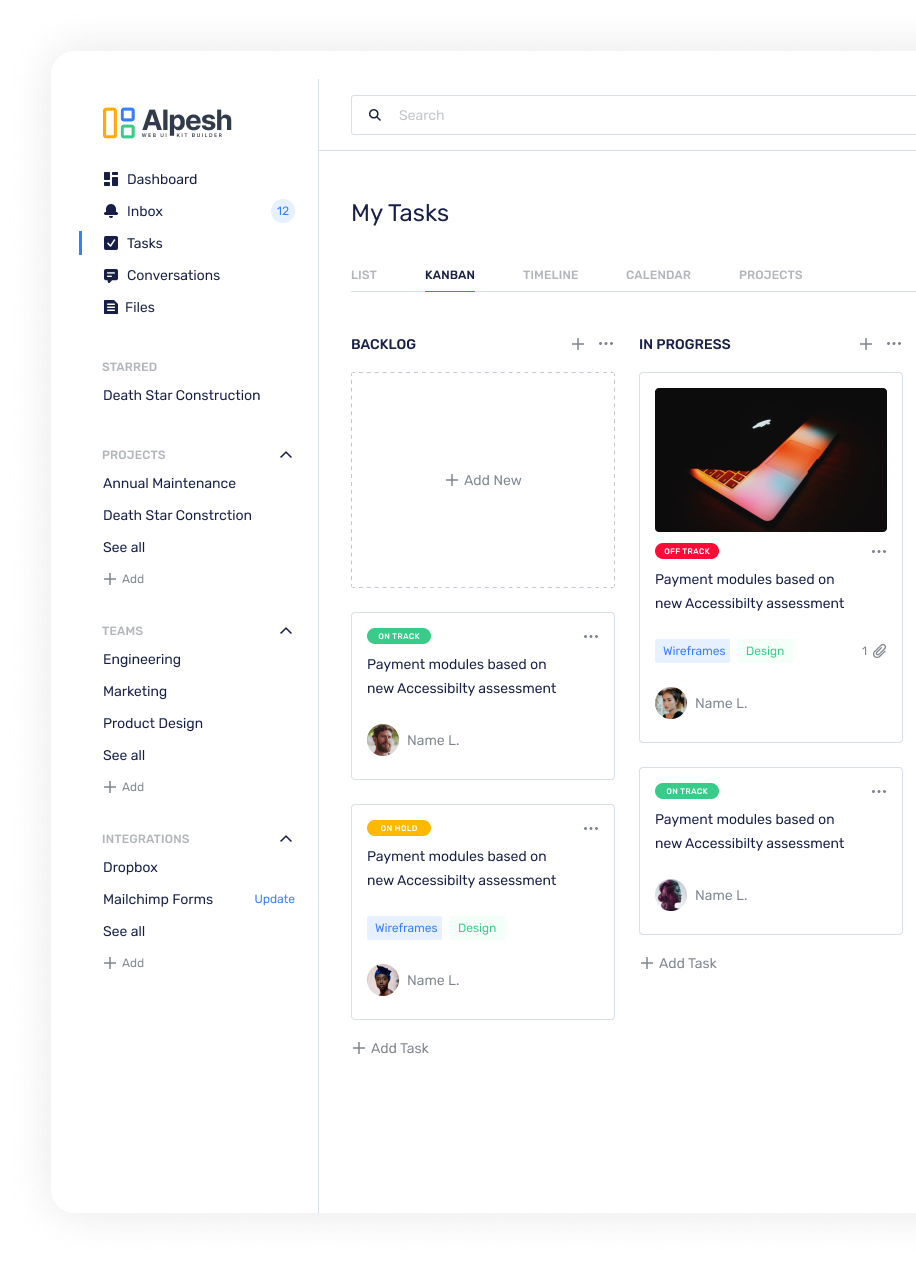 Alpesh
WEB UI KIT BUILDER
Dashboard
Inbox 12
Tasks
Conversations
Files
STARRED
Death Star Construction
PROJECTS
Annual Maintenance
Death Star Constrction
See all
Add
TEAMS
Engineering
Marketing
Product Design
See all
Add
INTEGRATIONS
Dropbox
Mailchimp Forms Update
See all
Add
Search
My Tasks
LIST KANBAN TIMELINE CALENDAR PROJECTS
BACKLOG
Add New
ON TRACK
Payment modules based on
new Accessibilty assessment
Name L.
ON HOLD
Payment modules based on
new Accessibilty assessment
Wireframes Design
Name L.
Add Task
IN PROGRESS
OFF TRACK
Payment modules based on
new Accessibilty assessment
Wireframes Design 1
Name L.
ON TRACK
Payment modules based on
new Accessibilty assessment
Name L.
Add Task